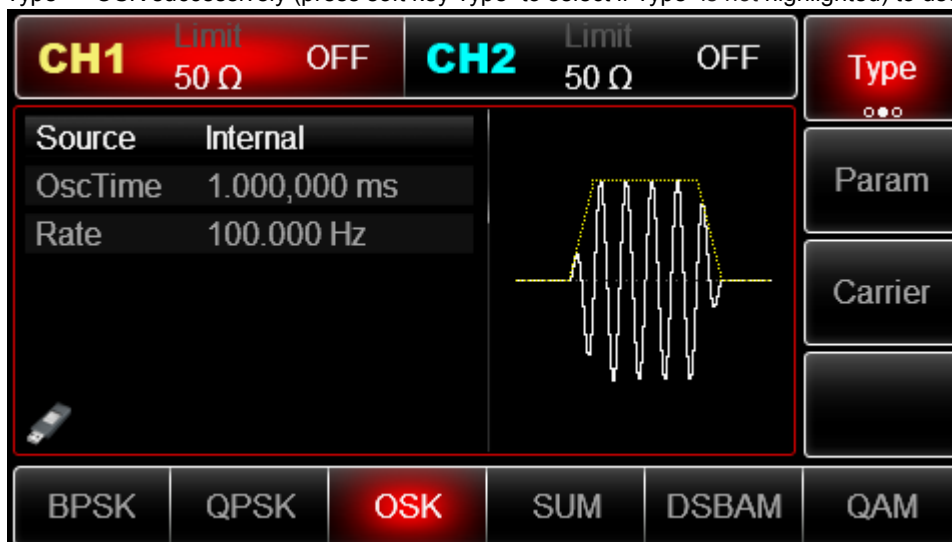 CH1 Limit 50 Ω OFF CH2 Limit 50 Ω OFF
Type
Source Internal
OscTime 1.000,000 ms
Rate 100.000 Hz
Param
Carrier
BPSK QPSK OSK SUM DSBAM QAM